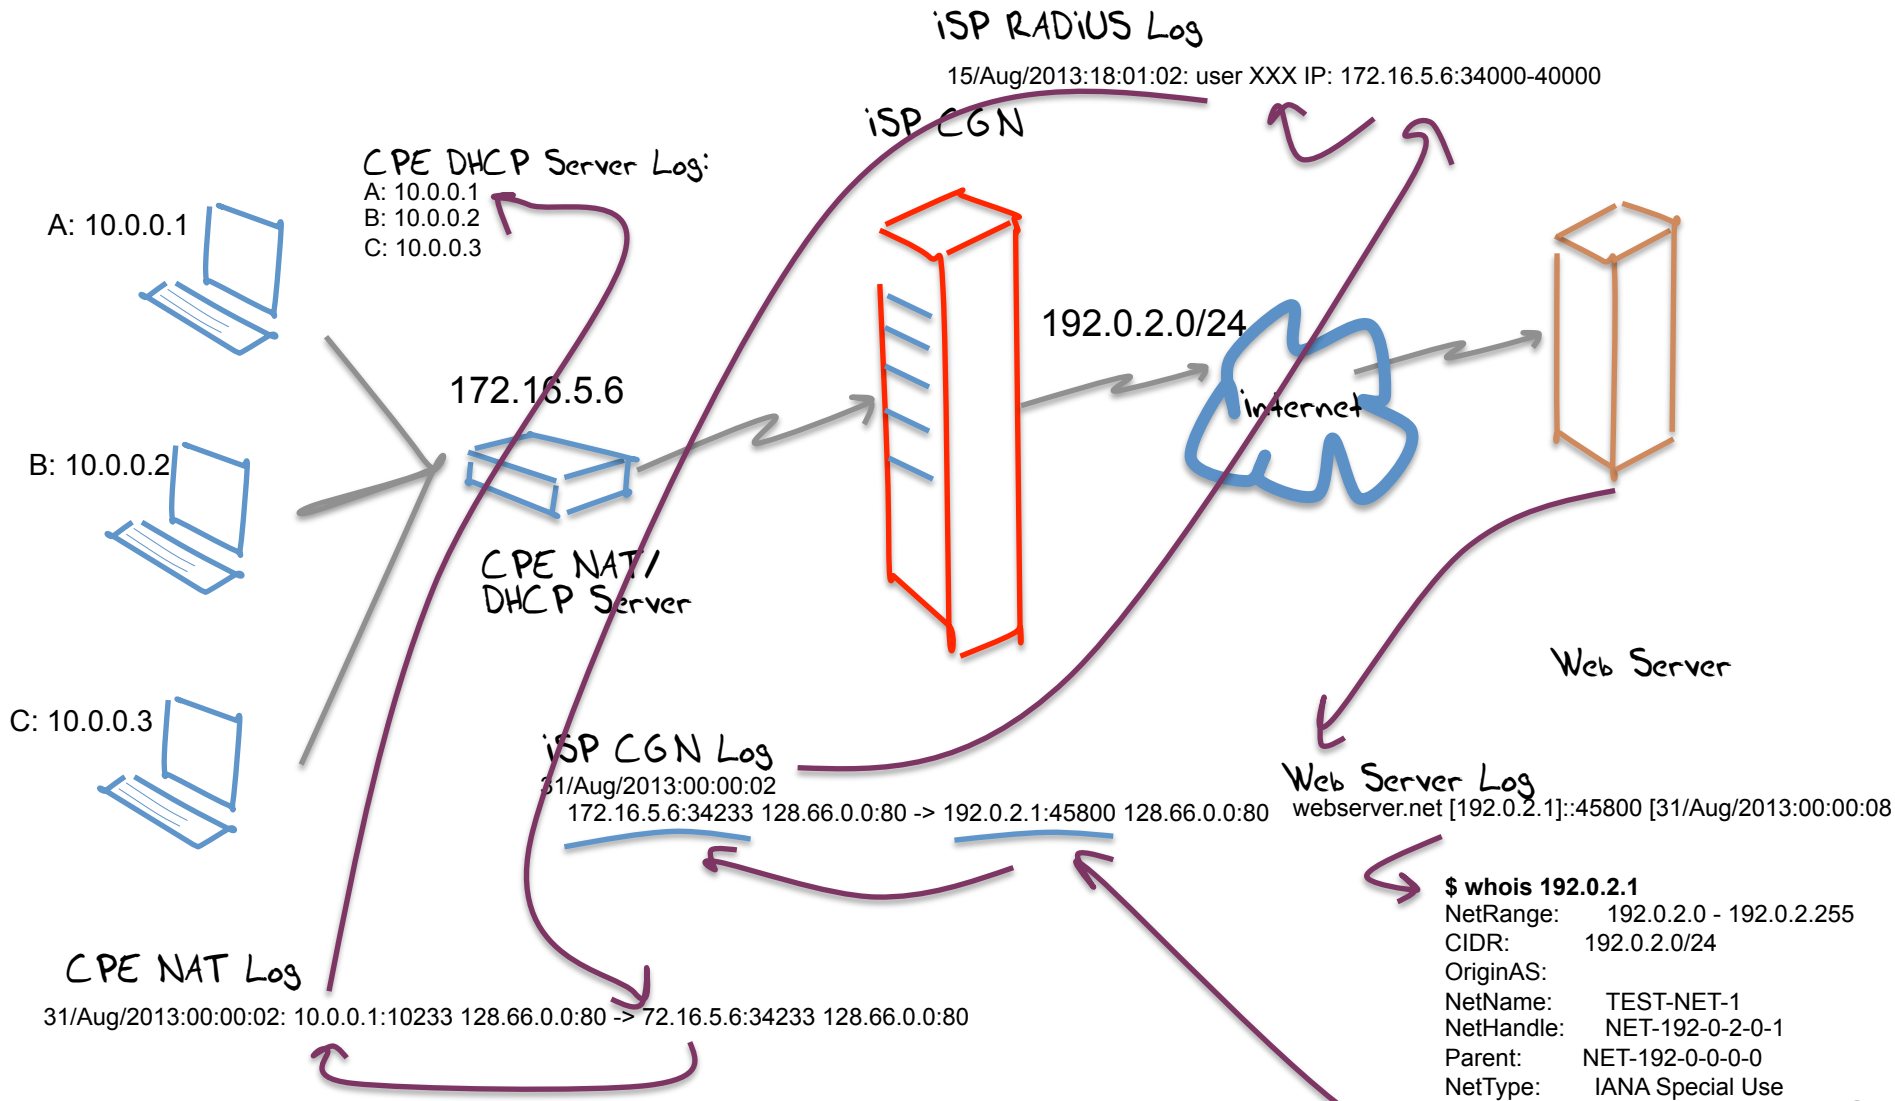 iSP RADiUS Log
15/Aug/2013:18:01:02: user XXX IP: 172.16.5.6:34000-40000
iSP CGN
CPE DHCP Server Log:
A: 10.0.0.1
B: 10.0.0.2
C: 10.0.0.3
A: 10.0.0.1
192.0.2.0/24
172.16.5.6
internet
B: 10.0.0.2
CPE NAT/
DHCP Server
Web Server
C: 10.0.0.3
iSP CGN Log
31/Aug/2013:00:00:02
172.16.5.6:34233 128.66.0.0:80 -> 192.0.2.1:45800 128.66.0.0:80
Web Server Log
webserver.net [192.0.2.1]::45800 [31/Aug/2013:00:00:08
$ whois 192.0.2.1
NetRange: 192.0.2.0 - 192.0.2.255
CIDR: 192.0.2.0/24
OriginAS:
NetName: TEST-NET-1
NetHandle: NET-192-0-2-0-1
Parent: NET-192-0-0-0-0
NetType: IANA Special Use
CPE NAT Log
31/Aug/2013:00:00:02: 10.0.0.1:10233 128.66.0.0:80 -> 72.16.5.6:34233 128.66.0.0:80